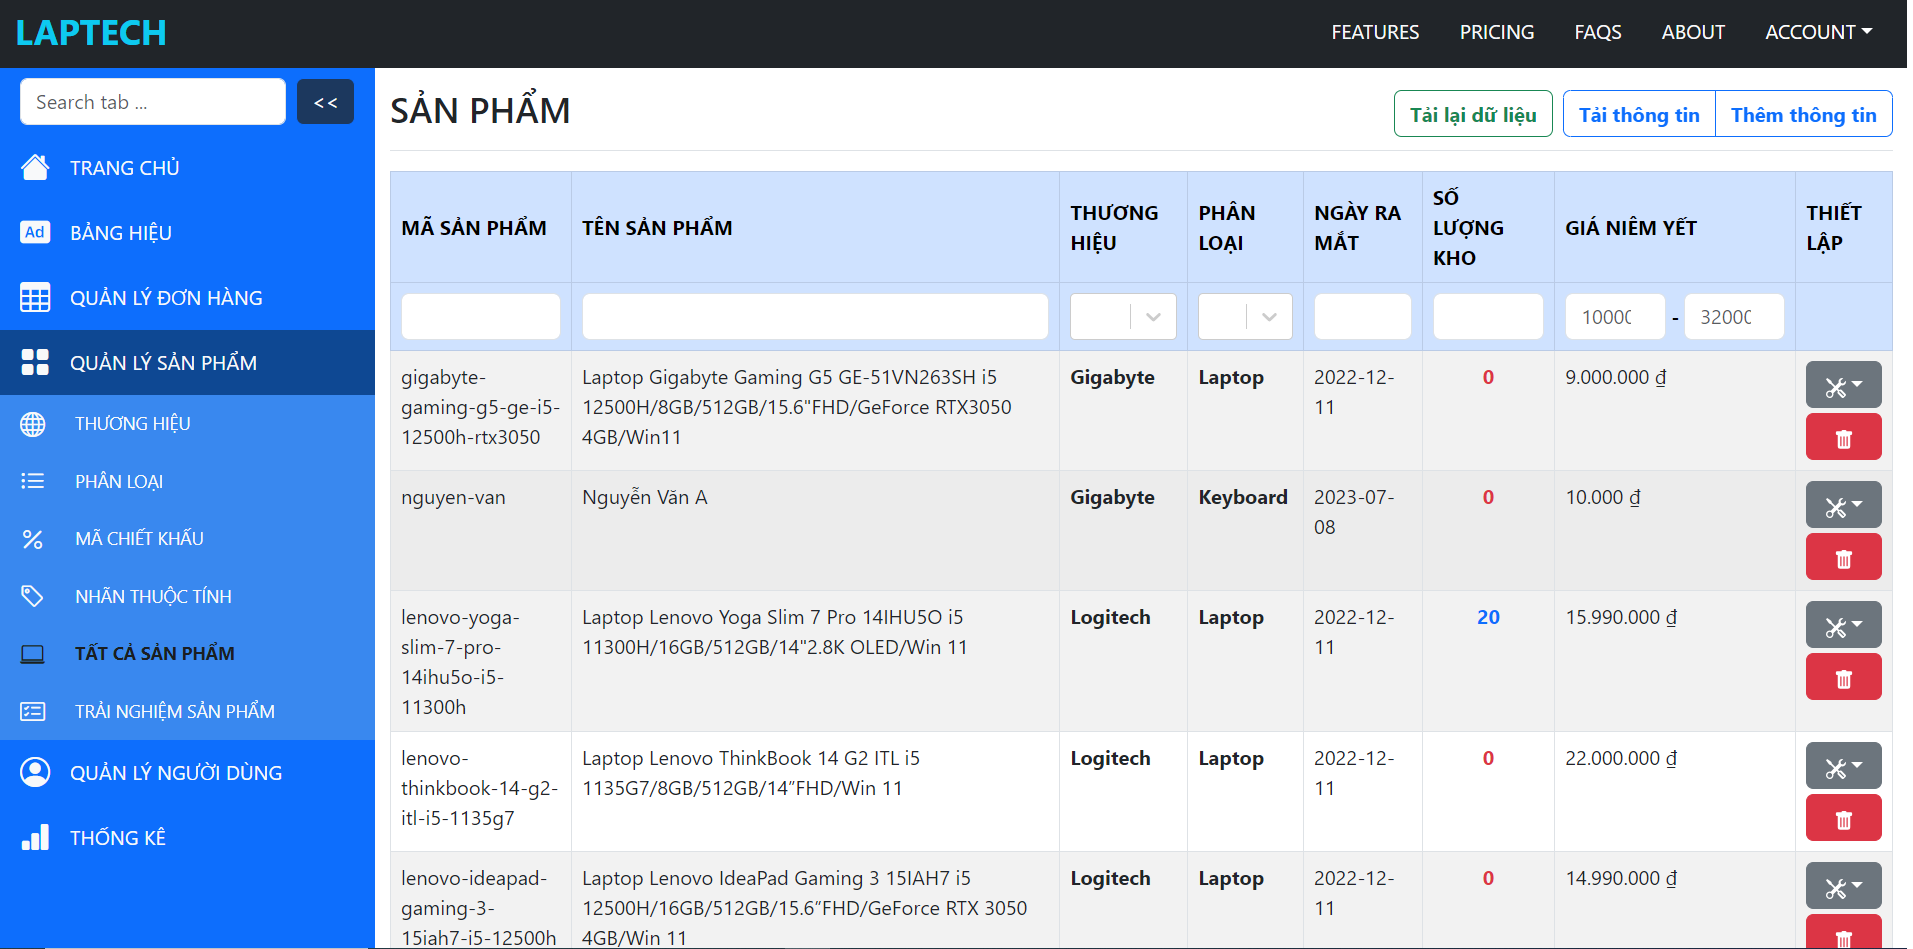 LAPTECH
FEATURES PRICING FAQS ABOUT ACCOUNT
Search tab ... <<
TRANG CHỦ
Ad BẢNG HIỆU
QUẢN LÝ ĐƠN HÀNG
QUẢN LÝ SẢN PHẨM
THƯƠNG HIỆU
PHÂN LOẠI
MÃ CHIẾT KHẤU
NHÃN THUỘC TÍNH
TẤT CẢ SẢN PHẨM
TRẢI NGHIỆM SẢN PHẨM
QUẢN LÝ NGƯỜI DÙNG
THỐNG KÊ
SẢN PHẨM
Tải lại dữ liệu Tải thông tin Thêm thông tin
MÃ SẢN PHẨM
TÊN SẢN PHẨM
THƯƠNG
HIỆU
PHÂN
LOẠI
NGÀY RA
MẮT
SỐ
LƯỢNG
KHO
GIÁ NIÊM YẾT
THIẾT
LẬP
1000 - 3200
gigabyte-
gaming-g5-ge-i5-
12500h-rtx3050
Laptop Gigabyte Gaming G5 GE-51VN263SH i5
12500H/8GB/512GB/15.6"FHD/GeForce RTX3050
4GB/Win11
Gigabyte
Laptop
2022-12-
11
0
9.000.000 ₫
nguyen-van
Nguyễn Văn A
Gigabyte
Keyboard
2023-07-
08
0
10.000 ₫
lenovo-yoga-
slim-7-pro-
14ihu5o-i5-
11300h
Laptop Lenovo Yoga Slim 7 Pro 14IHU5O i5
11300H/16GB/512GB/14"2.8K OLED/Win 11
Logitech
Laptop
2022-12-
11
20
15.990.000 ₫
lenovo-
thinkbook-14-g2-
itl-i5-1135g7
Laptop Lenovo ThinkBook 14 G2 ITL i5
1135G7/8GB/512GB/14”FHD/Win 11
Logitech
Laptop
2022-12-
11
0
22.000.000 ₫
lenovo-ideapad-
gaming-3-
15iah7-i5-12500h
Laptop Lenovo IdeaPad Gaming 3 15IAH7 i5
12500H/16GB/512GB/15.6”FHD/GeForce RTX 3050
4GB/Win 11
Logitech
Laptop
2022-12-
11
0
14.990.000 ₫